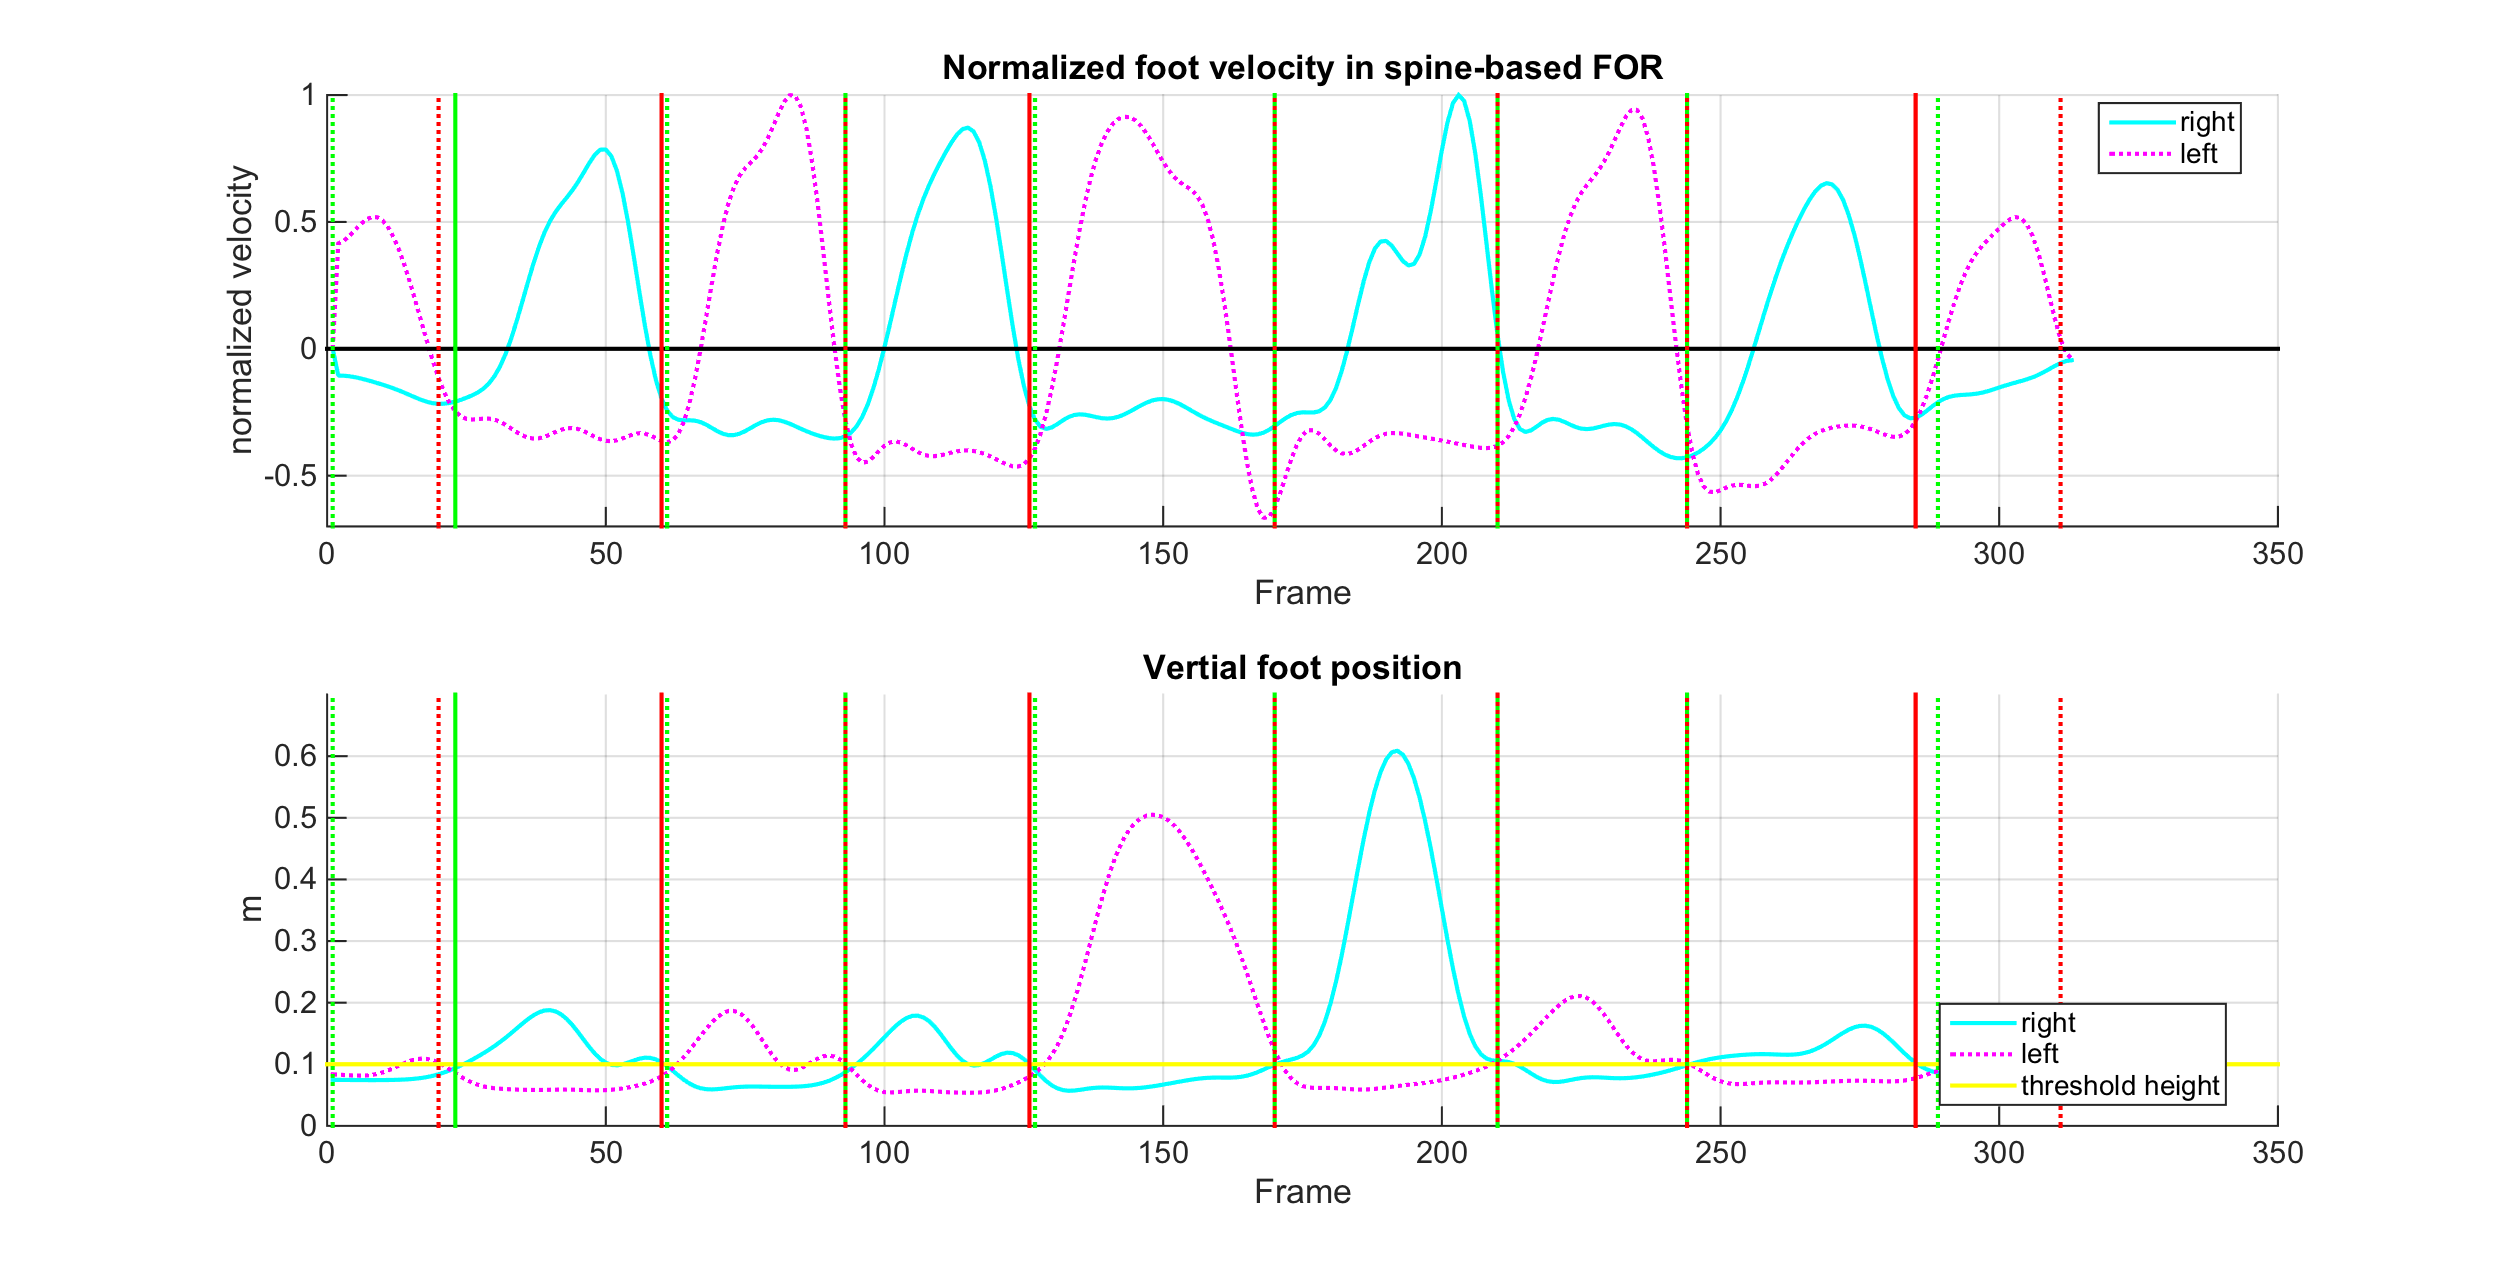 Normalized foot velocity in spine-based FOR
normalized velocity
1
0.5
0
-0.5
right
left
0 50 100 150 200 250 300 350
Frame
Vertial foot position
m
0.6
0.5
0.4
0.3
0.2
0.1
0
right
left
threshold height
0 50 100 150 200 250 300 350
Frame